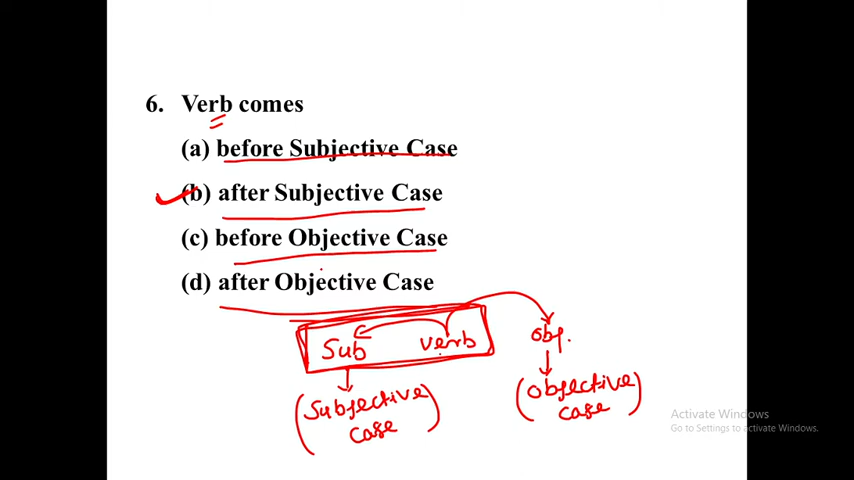 6. Verb comes
(a) before Subjective Case
(b) after Subjective Case
(c) before Objective Case
(d) after Objective Case
Sub verb obj.
(Subjective case) (objective case)
Activate Windows
Go to Settings to activate Windows.